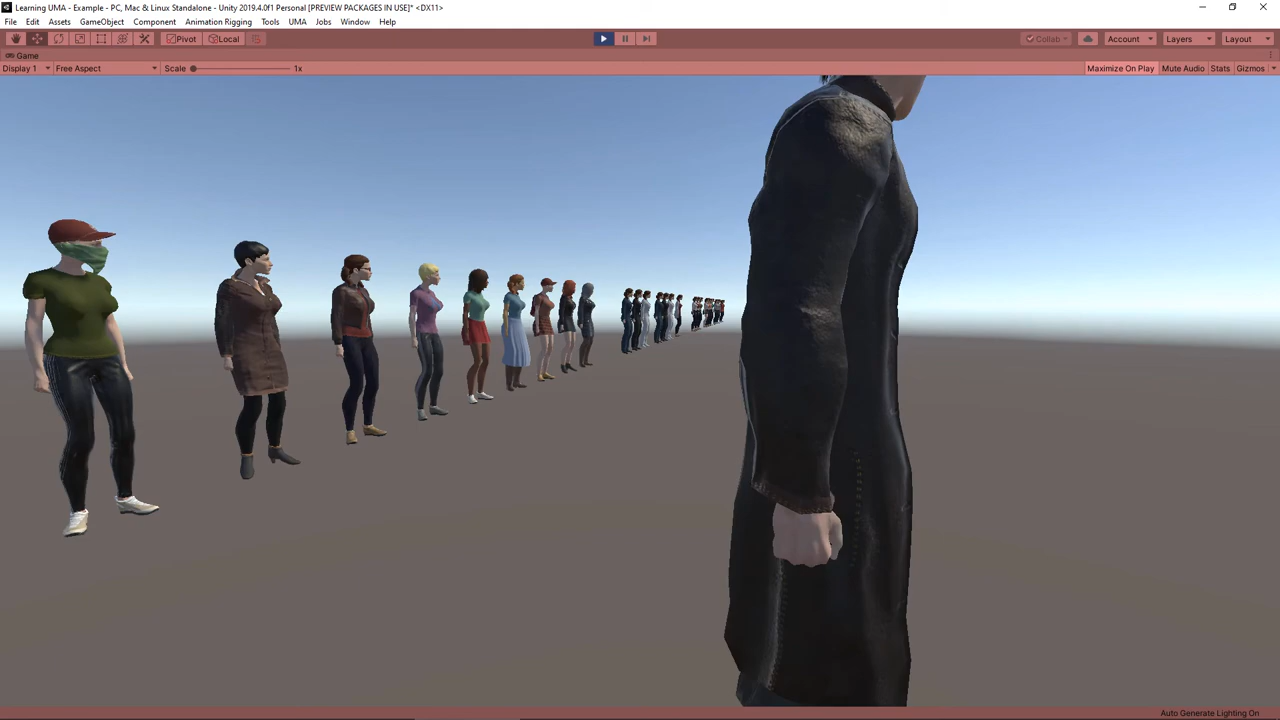 Learning UMA - Example - PC, Mac & Linux Standalone - Unity 2019.4.0f1 Personal [PREVIEW PACKAGES IN USE]* <DX11>
File Edit Assets GameObject Component Animation Rigging Tools UMA Jobs Window Help
Pivot Local Collab Account Layers Layout
Game
Display 1 Free Aspect Scale 1x Maximize On Play Mute Audio Stats Gizmos
Auto Generate Lighting On